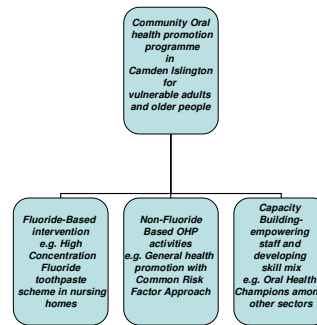 Community Oral
health promotion
programme
in
Camden Islington
for
vulnerable adults
and older people
Fluoride-Based
intervention
e.g. High
Concentration
Fluoride
toothpaste
scheme in nursing
homes
Non-Fluoride
Based OHP
activities
e.g. General health
promotion with
Common Risk
Factor Approach
Capacity
Building-
empowering
staff and
developing
skill mix
e.g. Oral Health
Champions among
other sectors